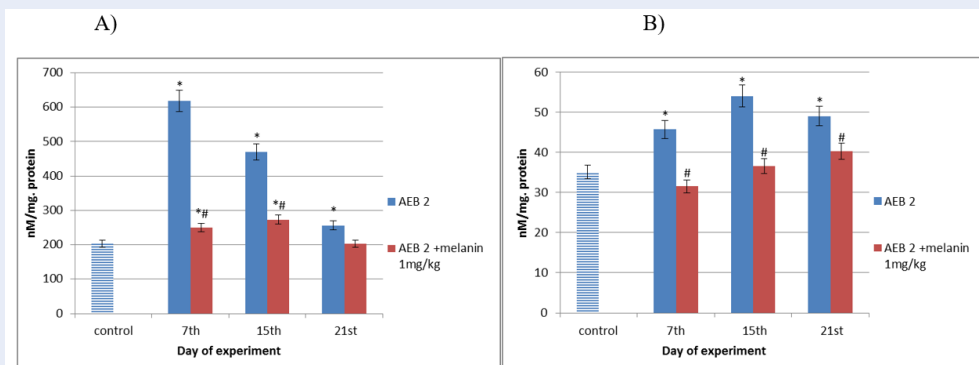 A)
B)
700
600
500
400
300
200
100
0
nM/mg. protein
*
*
*#
*#
*
control
7th
15th
21st
Day of experiment
AEB 2
AEB 2 +melanin
1mg/kg
60
50
40
30
20
10
0
nM/mg. protein
*
*
*
#
#
#
control
7th
15th
21st
Day of experiment
AEB 2
AEB 2 +melanin
1mg/kg